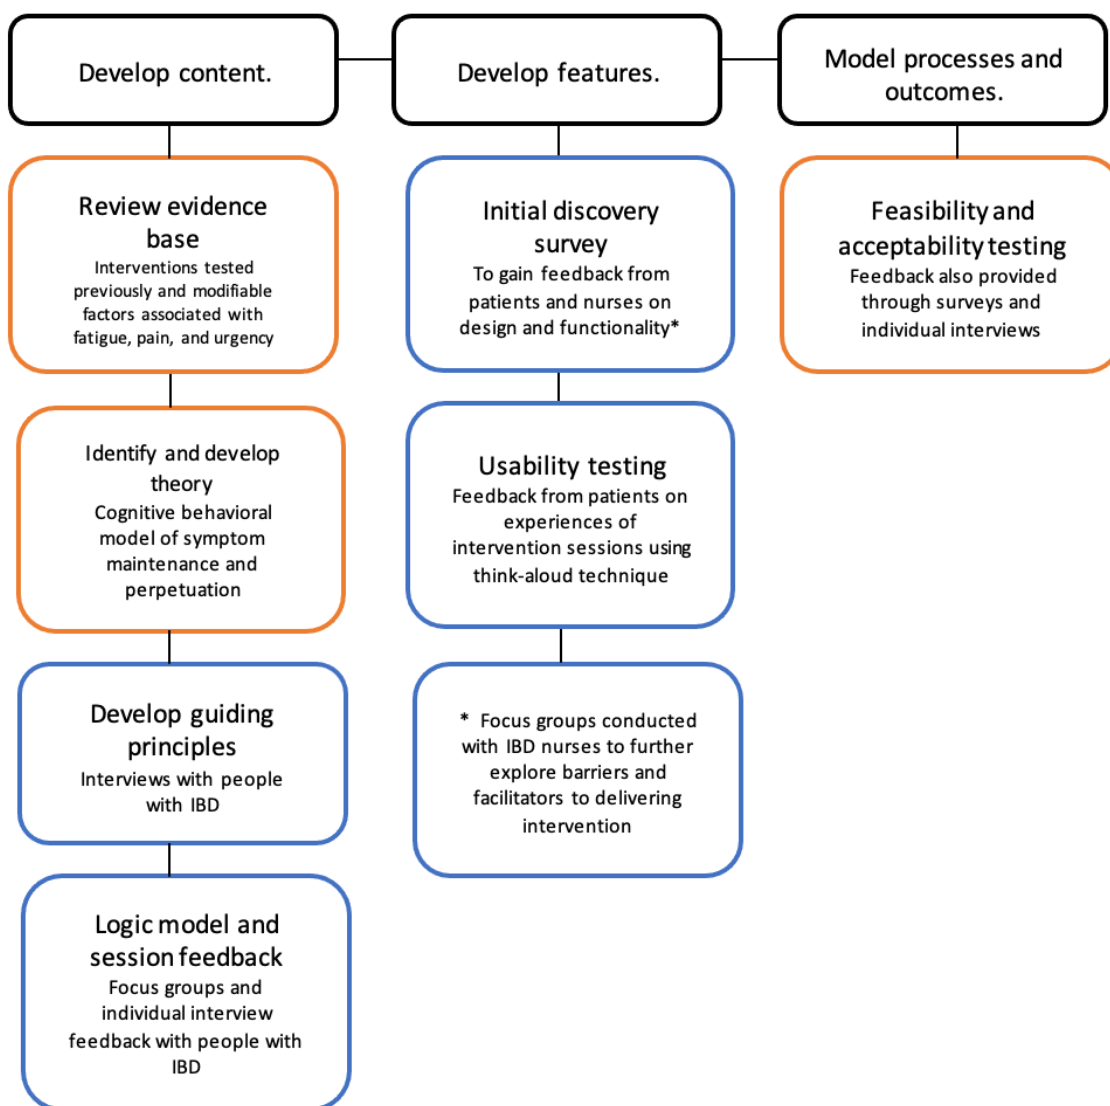 Develop content.
Develop features.
Model processes and
outcomes.
Review evidence
base
Interventions tested
previously and modifiable
factors associated with
fatigue, pain, and urgency
Identify and develop
theory
Cognitive behavioral
model of symptom
maintenance and
perpetuation
Develop guiding
principles
Interviews with people
with IBD
Logic model and
session feedback
Focus groups and
individual interview
feedback with people with
IBD
Initial discovery
survey
To gain feedback from
patients and nurses on
design and functionality*
Usability testing
Feedback from patients on
experiences of
intervention sessions using
think-aloud technique
* Focus groups conducted
with IBD nurses to further
explore barriers and
facilitators to delivering
intervention
Feasibility and
acceptability testing
Feedback also provided
through surveys and
individual interviews